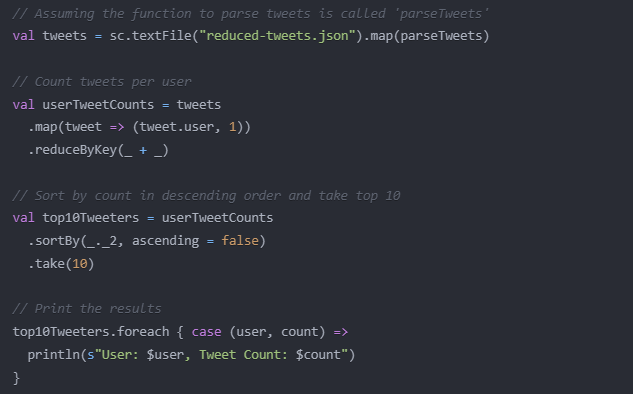 // Assuming the function to parse tweets is called 'parseTweets'
val tweets = sc.textFile("reduced-tweets.json").map(parseTweets)
// Count tweets per user
val userTweetCounts = tweets
  .map(tweet => (tweet.user, 1))
  .reduceByKey(_ + _)
// Sort by count in descending order and take top 10
val top10Tweeters = userTweetCounts
  .sortBy(_._2, ascending = false)
  .take(10)
// Print the results
top10Tweeters.foreach { case (user, count) =>
  println(s"User: $user, Tweet Count: $count")
}